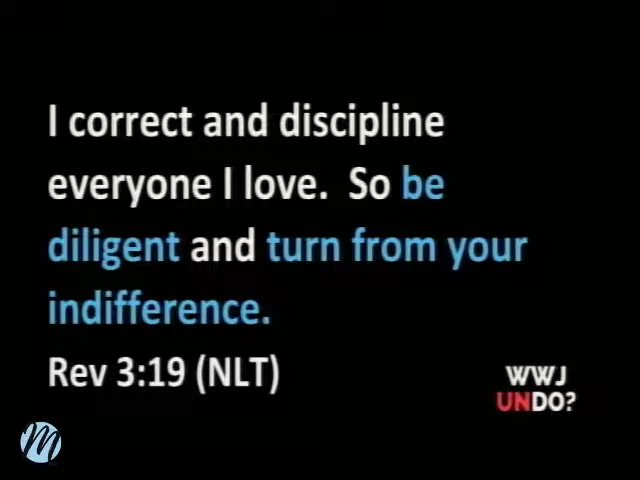 I correct and discipline
everyone I love.  So be
diligent and turn from your
indifference.
Rev 3:19 (NLT)
WWJ
UNDO?
M